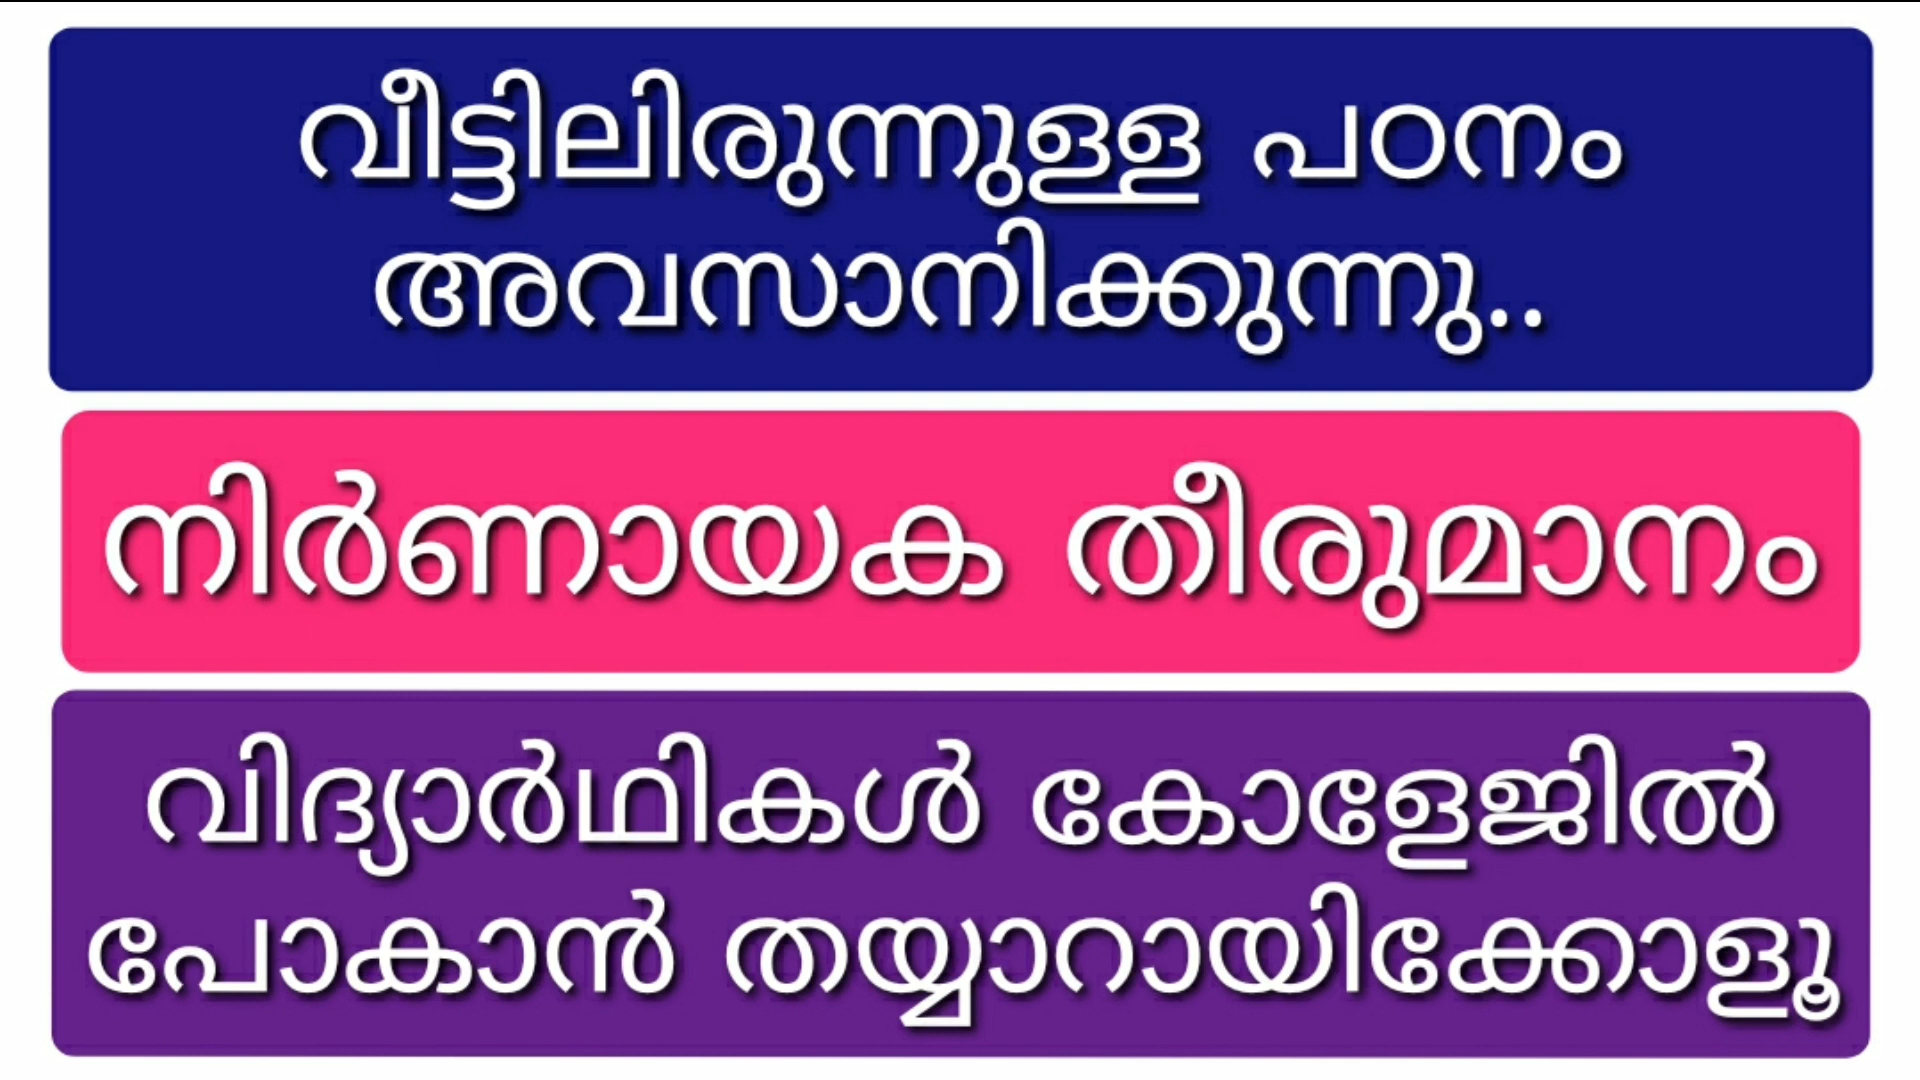 വീട്ടിലിരുന്നുള്ള പഠനം
അവസാനിക്കുന്നു..
നിർണായക തീരുമാനം
വിദ്യാർഥികൾ കോളേജിൽ
പോകാൻ തയ്യാറായിക്കോളൂ